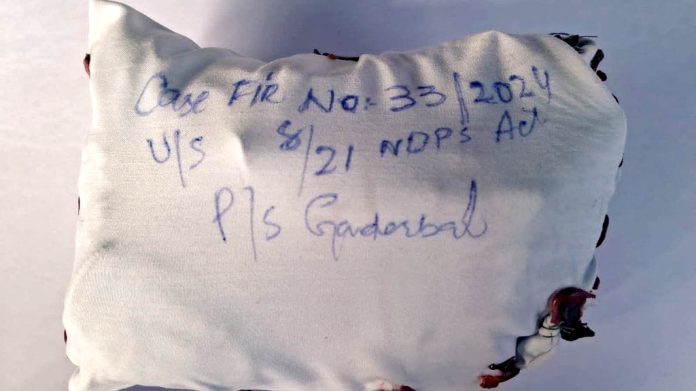 Case FIR No:- 33/2024
U/S 8/21 NDPS Act
P/S Ganderbal